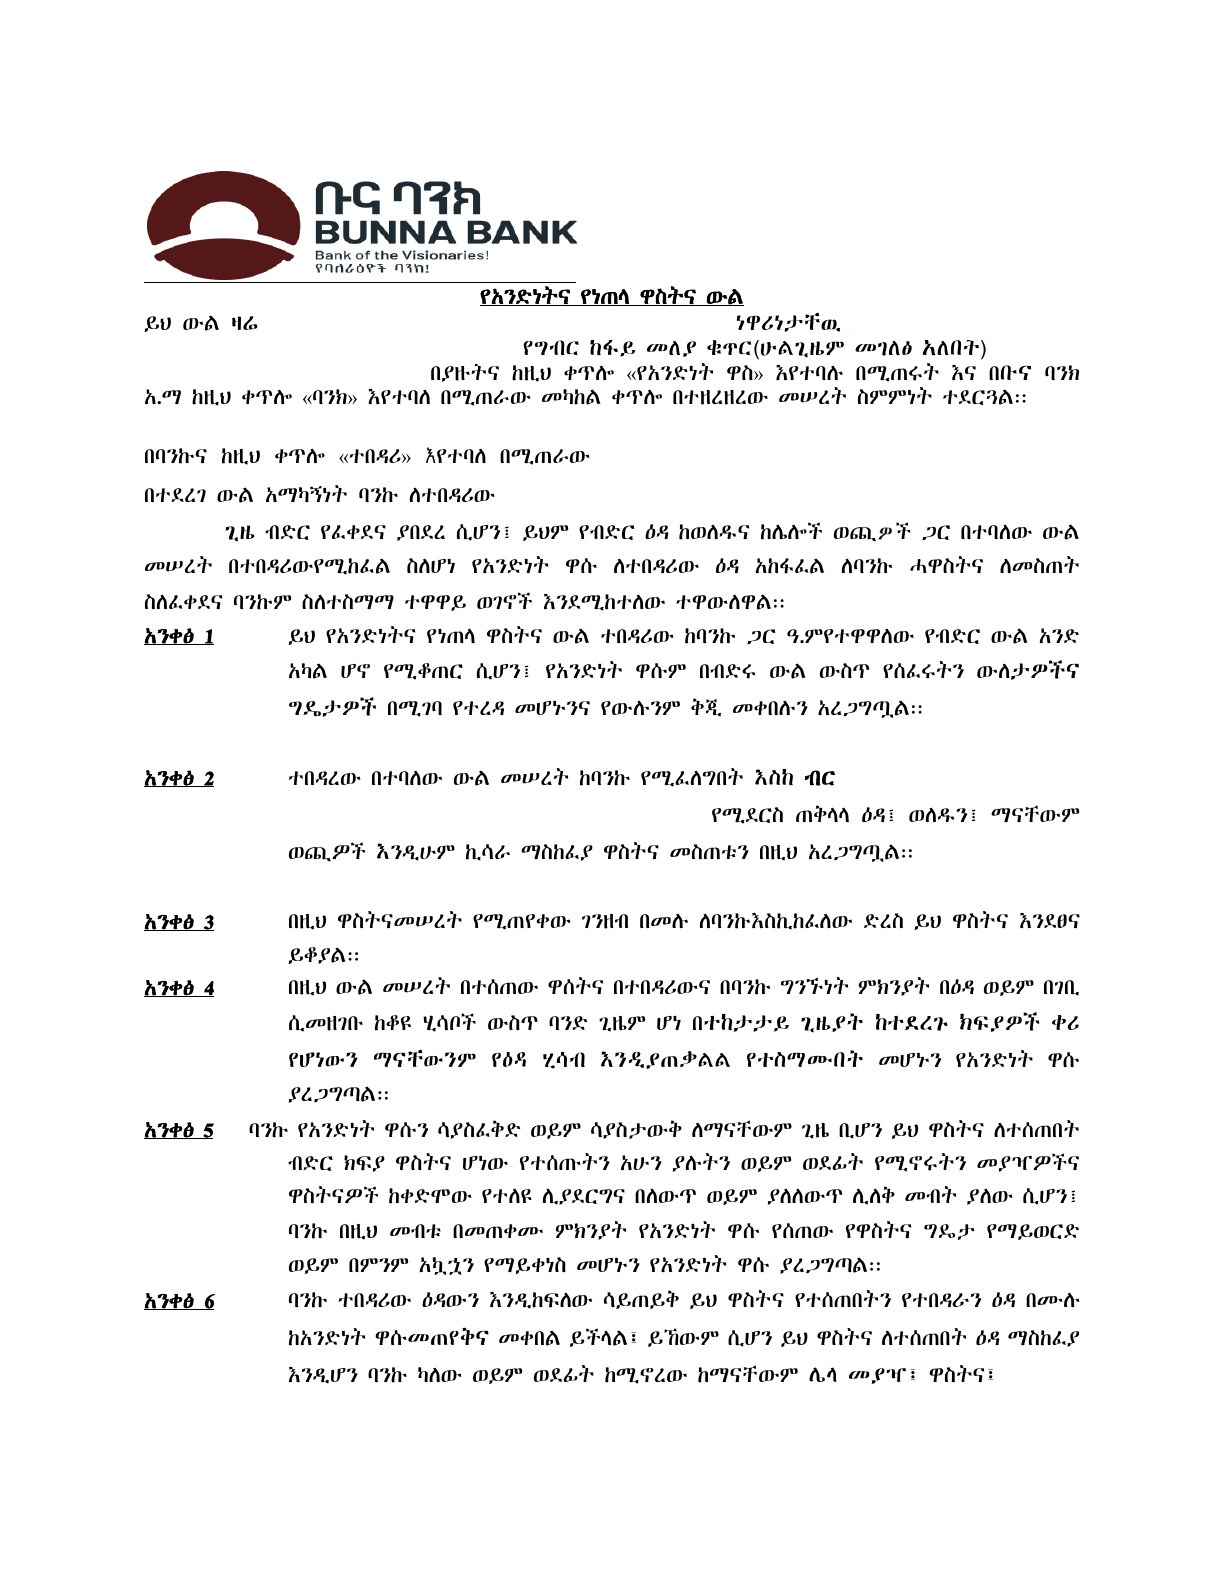 ቡና ባንክ
BUNNA BANK
Bank of the Visionaries!
የባለራዕዮች ባንክ!
የአንድነትና የነጠላ ዋስትና ውል
ይህ ውል ዛሬ ነዋሪነታቸዉ
የግብር ከፋይ መለያ ቁጥር(ሁልጊዜም መገለፅ አለበት)
በያዙትና ከዚህ ቀጥሎ «የአንድነት ዋስ» እየተባሉ በሚጠሩት እና በቡና ባንክ
አ.ማ ከዚህ ቀጥሎ «ባንክ» እየተባለ በሚጠራው መካከል ቀጥሎ በተዘረዘረው መሠረት ስምምነት ተደርጓል፡፡
በባንኩና ከዚህ ቀጥሎ «ተበዳሪ» እየተባለ በሚጠራው
በተደረገ ውል አማካኝነት ባንኩ ለተበዳሪው
ጊዜ ብድር የፈቀደና ያበደረ ሲሆን፤ ይህም የብድር ዕዳ ከወለዱና ከሌሎች ወጪዎች ጋር በተባለው ውል
መሠረት በተበዳሪውየሚከፈል ስለሆነ የአንድነት ዋሱ ለተበዳሪው ዕዳ አከፋፈል ለባንኩ ሓዋስትና ለመስጠት
ስለፈቀደና ባንኩም ስለተስማማ ተዋዋይ ወገኖች እንደሚከተለው ተዋውለዋል፡፡
አንቀፅ 1 ይህ የአንድነትና የነጠላ ዋስትና ውል ተበዳሪው ከባንኩ ጋር ዓ.ምየተዋዋለው የብድር ውል አንድ
አካል ሆኖ የሚቆጠር ሲሆን፤ የአንድነት ዋሱም በብድሩ ውል ውስጥ የሰፈሩትን ውለታዎችና
ግዴታዎች በሚገባ የተረዳ መሆኑንና የውሉንም ቅጂ መቀበሉን አረጋግጧል፡፡
አንቀፅ 2 ተበዳረው በተባለው ውል መሠረት ከባንኩ የሚፈለግበት እስከ ብር
የሚደርስ ጠቅላላ ዕዳ፤ ወለዱን፤ ማናቸውም
ወጪዎች እንዲሁም ኪሳራ ማስከፈያ ዋስትና መስጠቱን በዚህ አረጋግጧል፡፡
አንቀፅ 3 በዚህ ዋስትናመሠረት የሚጠየቀው ገንዘብ በመሉ ለባንኩእስኪከፈለው ድረስ ይህ ዋስትና እንደፀና
ይቆያል፡፡
አንቀፅ 4 በዚህ ውል መሠረት በተሰጠው ዋሰትና በተበዳሪውና በባንኩ ግንኙነት ምክንያት በዕዳ ወይም በገቢ
ሲመዘገቡ ከቆዩ ሂሳቦች ውስጥ ባንድ ጊዜም ሆነ በተከታታይ ጊዜያት ከተደረጉ ክፍያዎች ቀሪ
የሆነውን ማናቸውንም የዕዳ ሂሳብ እንዲያጠቃልል የተስማሙበት መሆኑን የአንድነት ዋሱ
ያረጋግጣል፡፡
አንቀፅ 5 ባንኩ የአንድነት ዋሱን ሳያስፈቅድ ወይም ሳያስታውቅ ለማናቸውም ጊዜ ቢሆን ይህ ዋስትና ለተሰጠበት
ብድር ክፍያ ዋስትና ሆነው የተሰጡትን አሁን ያሉትን ወይም ወደፊት የሚኖሩትን መያዣዎችና
ዋስትናዎች ከቀድሞው የተለዩ ሊያደርግና በለውጥ ወይም ያለለውጥ ሊለቅ መብት ያለው ሲሆን፤
ባንኩ በዚህ መብቱ በመጠቀሙ ምክንያት የአንድነት ዋሱ የሰጠው የዋስትና ግዴታ የማይወርድ
ወይም በምንም አኳኋን የማይቀነስ መሆኑን የአንድነት ዋሱ ያረጋግጣል፡፡
አንቀፅ 6 ባንኩ ተበዳሪው ዕዳውን እንዲከፍለው ሳይጠይቅ ይህ ዋስትና የተሰጠበትን የተበዳራን ዕዳ በሙሉ
ከአንድነት ዋሱመጠየቅና መቀበል ይችላል፤ ይኸውም ሲሆን ይህ ዋስትና ለተሰጠበት ዕዳ ማስከፈያ
እንዲሆን ባንኩ ካለው ወይም ወደፊት ከሚኖረው ከማናቸውም ሌላ መያዣ፤ ዋስትና፤